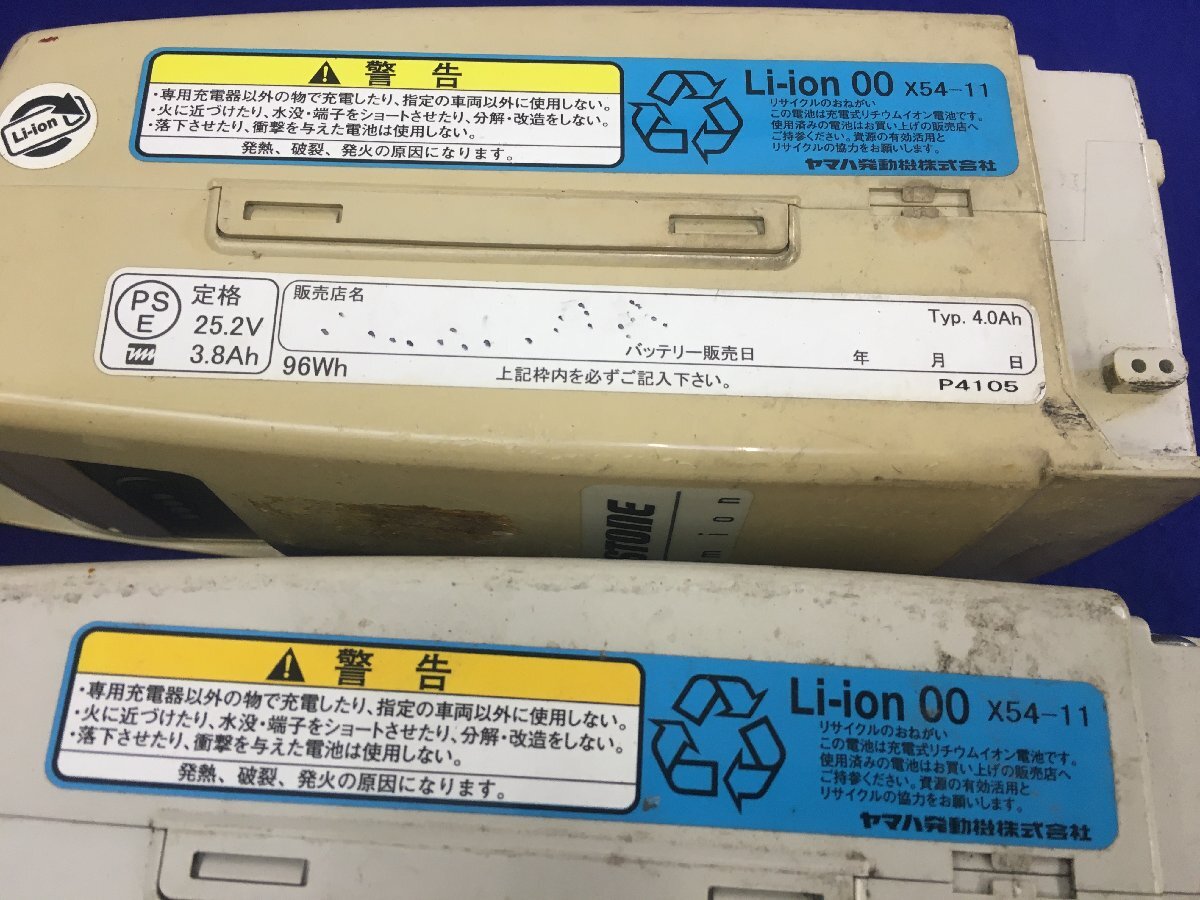 Li-ion
警 告
・専用充電器以外の物で充電したり、指定の車両以外に使用しない。
・火に近づけたり、水没・端子をショートさせたり、分解・改造をしない。
・落下させたり、衝撃を与えた電池は使用しない。
発熱、破裂、発火の原因になります。
Li-ion 00 X54-11
リサイクルのおねがい
この電池は充電式リチウムイオン電池です。
使用済みの電池はお買い上げの販売店へ
ご持参ください。資源の有効活用と
リサイクルの協力をお願いします。
ヤマハ発動機株式会社
PS
E
定格
25.2V
3.8Ah
販売店名
Typ. 4.0Ah
バッテリー販売日 年 月 日
96Wh
上記枠内を必ずご記入下さい。
P4105
STONE
mion
警 告
・専用充電器以外の物で充電したり、指定の車両以外に使用しない。
・火に近づけたり、水没・端子をショートさせたり、分解・改造をしない。
・落下させたり、衝撃を与えた電池は使用しない。
発熱、破裂、発火の原因になります。
Li-ion 00 X54-11
リサイクルのおねがい
この電池は充電式リチウムイオン電池です。
使用済みの電池はお買い上げの販売店へ
ご持参ください。資源の有効活用と
リサイクルの協力をお願いします。
ヤマハ発動機株式会社